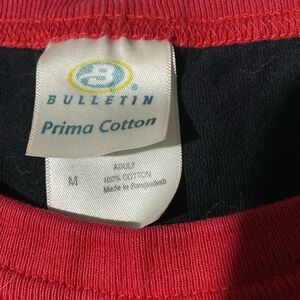 B
BULLETIN
Prima Cotton
ADULT
M 100% COTTON
Made in Bangladesh